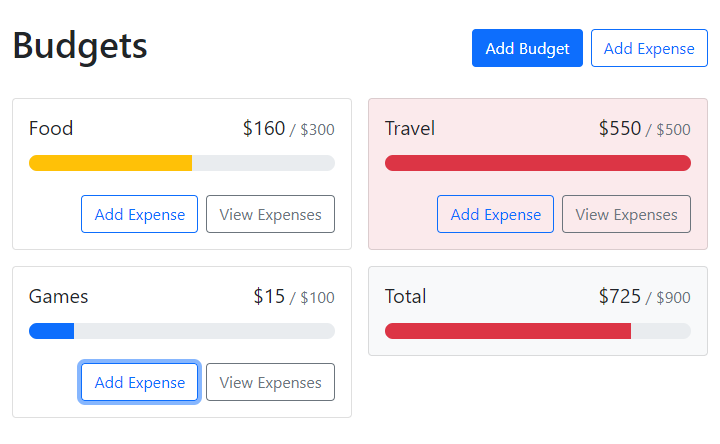 Budgets
Add Budget Add Expense
Food $160 / $300
Add Expense View Expenses
Travel $550 / $500
Add Expense View Expenses
Games $15 / $100
Add Expense View Expenses
Total $725 / $900